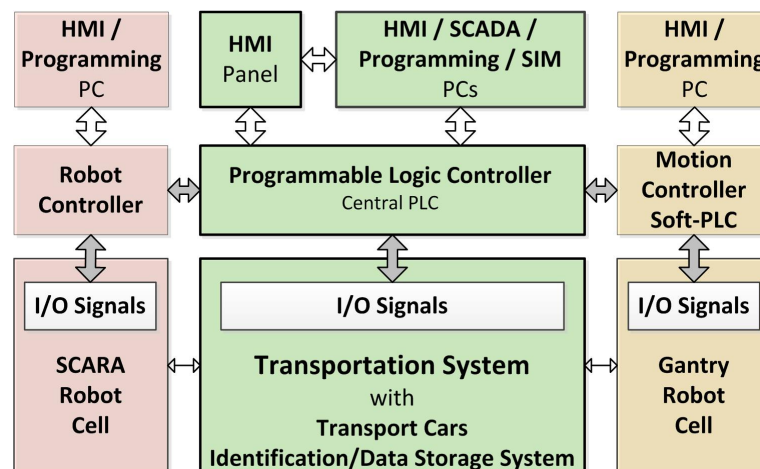 HMI /
Programming
PC
HMI
Panel
HMI / SCADA /
Programming / SIM
PCs
HMI /
Programming
PC
Robot
Controller
Programmable Logic Controller
Central PLC
Motion
Controller
Soft-PLC
I/O Signals
SCARA
Robot
Cell
I/O Signals
Transportation System
with
Transport Cars
Identification/Data Storage System
I/O Signals
Gantry
Robot
Cell